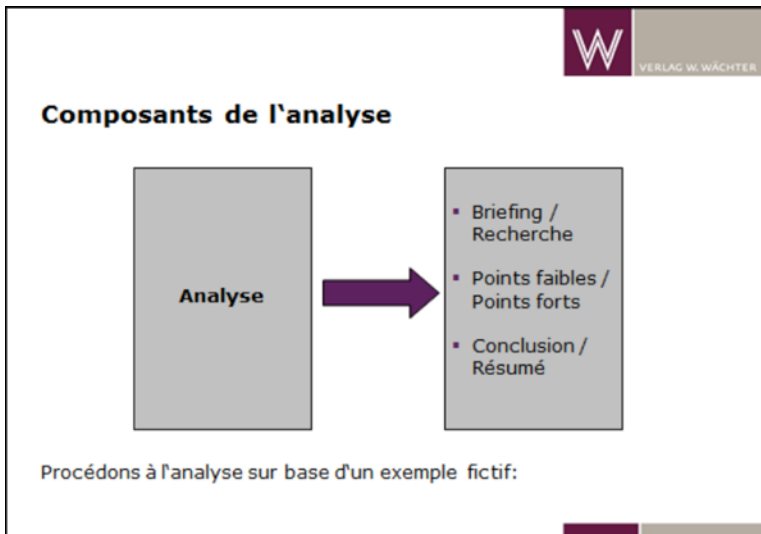 W
VERLAG W. WÄCHTER
Composants de l‘analyse
Analyse
▪ Briefing /
Recherche
▪ Points faibles /
Points forts
▪ Conclusion /
Résumé
Procédons à l‘analyse sur base d‘un exemple fictif: